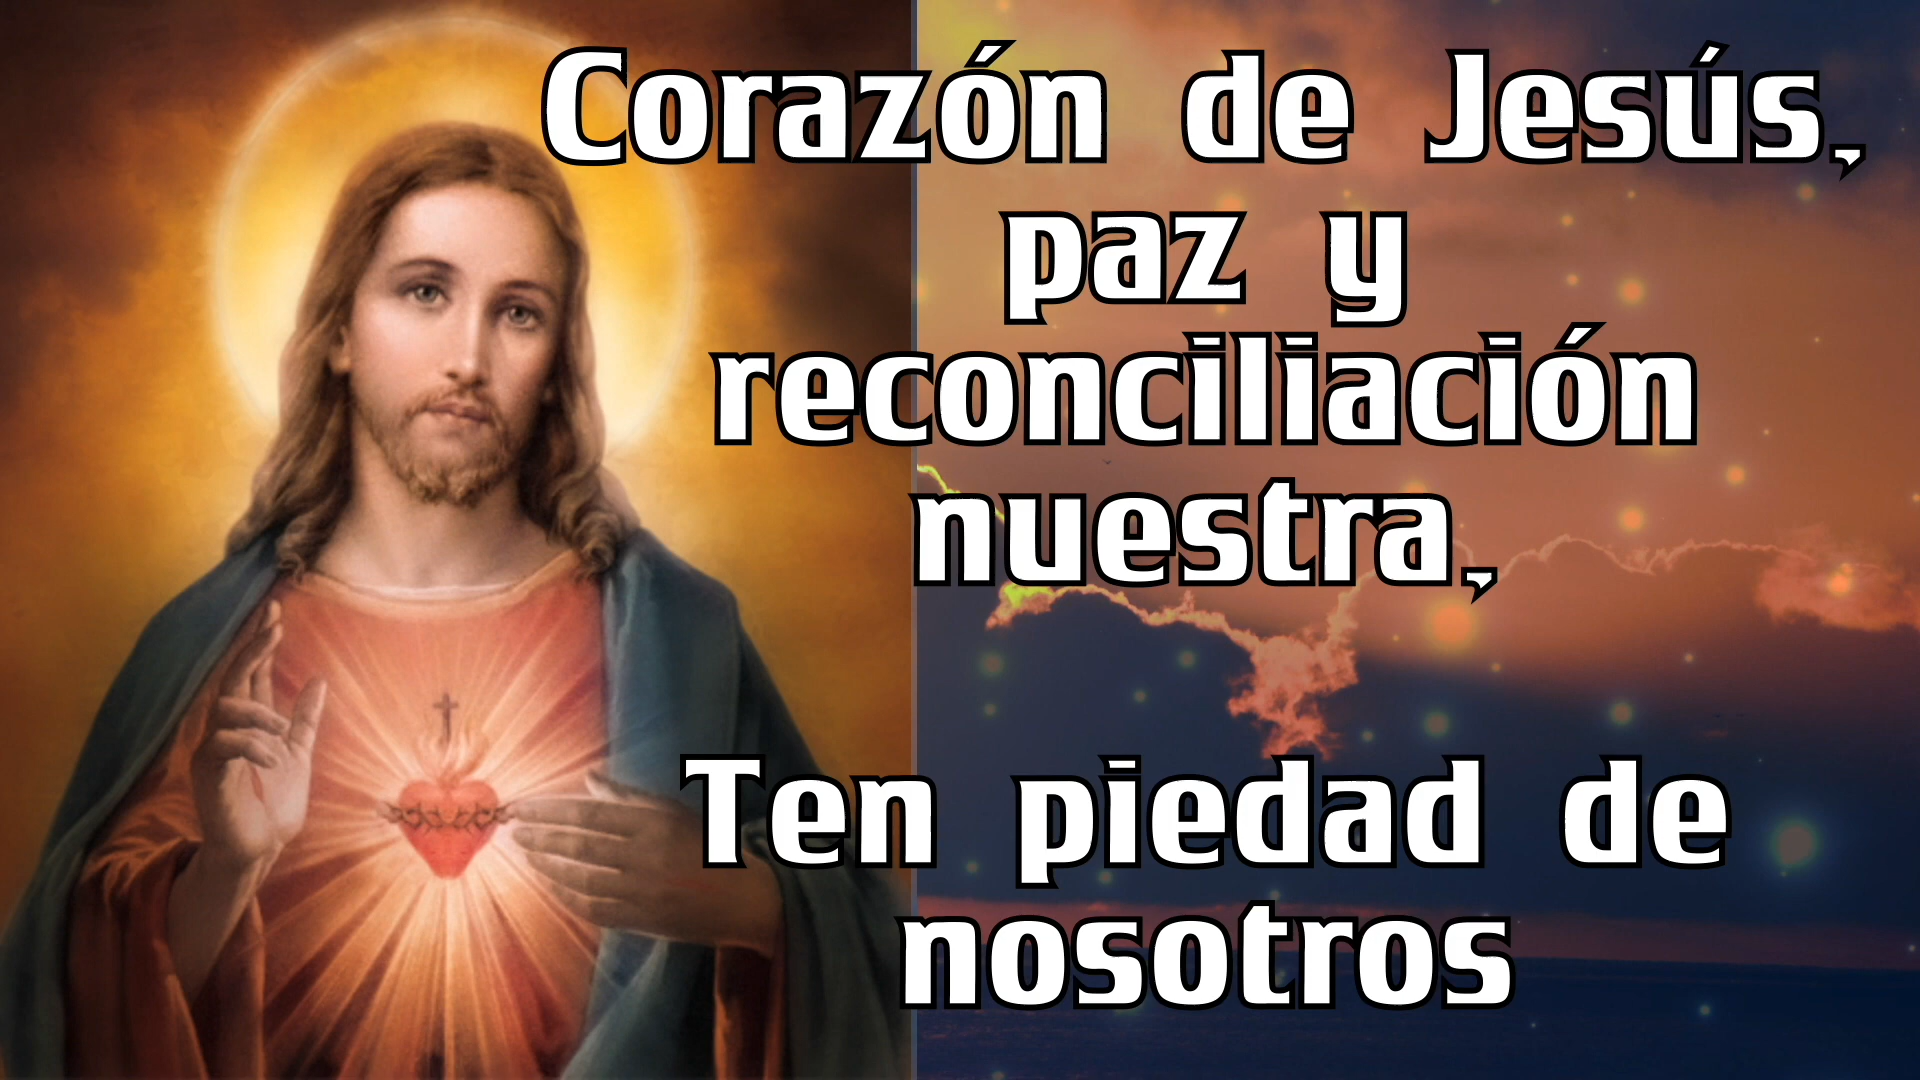 Corazón de Jesús,
paz y
reconciliación
nuestra,
Ten piedad de
nosotros